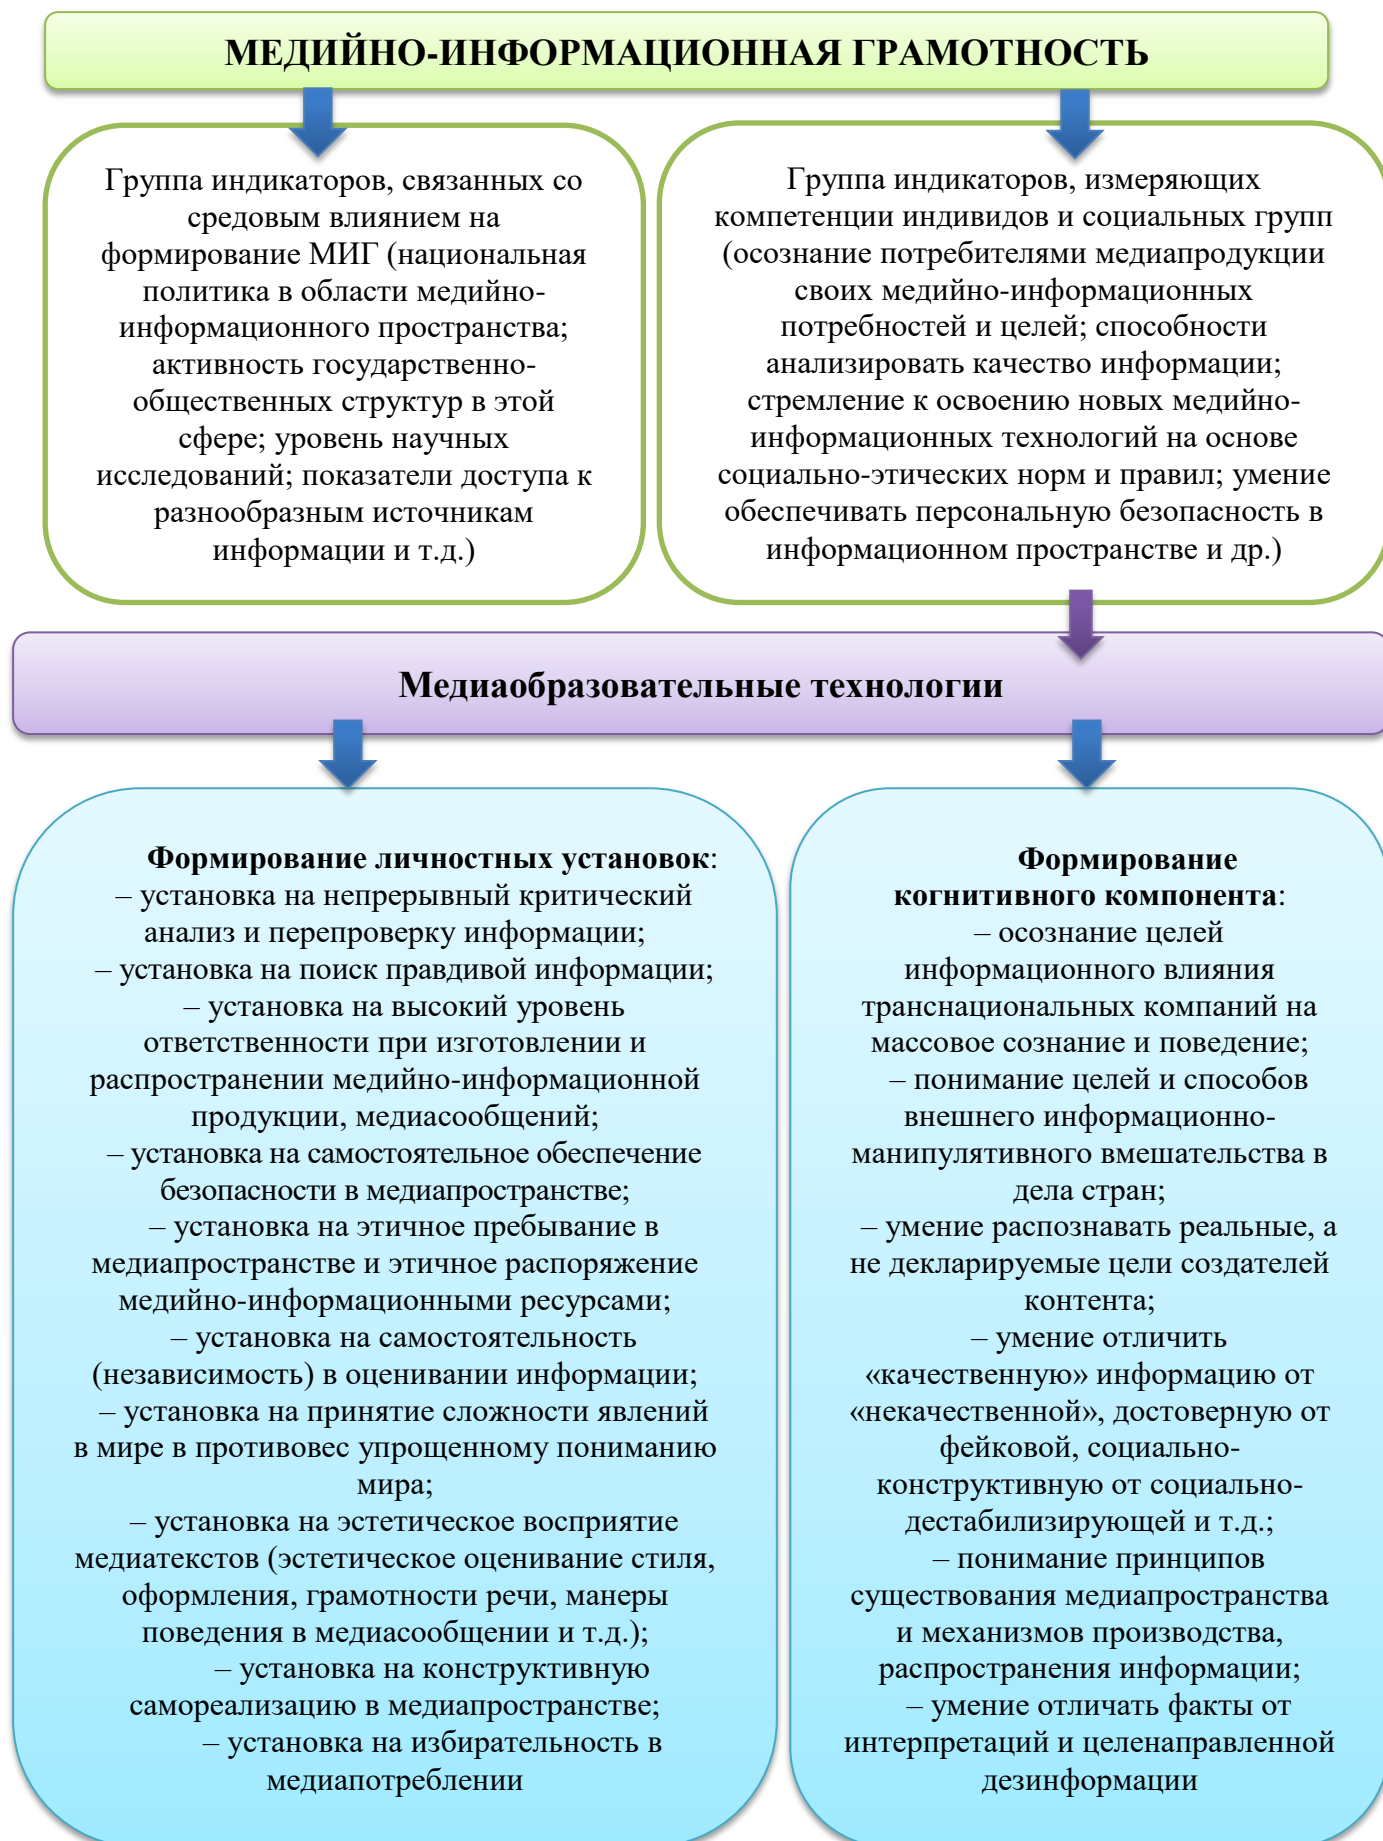 МЕДИЙНО-ИНФОРМАЦИОННАЯ ГРАМОТНОСТЬ
Группа индикаторов, связанных со
средовым влиянием на
формирование МИГ (национальная
политика в области медийно-
информационного пространства;
активность государственно-
общественных структур в этой
сфере; уровень научных
исследований; показатели доступа к
разнообразным источникам
информации и т.д.)
Группа индикаторов, измеряющих
компетенции индивидов и социальных групп
(осознание потребителями медиапродукции
своих медийно-информационных
потребностей и целей; способности
анализировать качество информации;
стремление к освоению новых медийно-
информационных технологий на основе
социально-этических норм и правил; умение
обеспечивать персональную безопасность в
информационном пространстве и др.)
Медиаобразовательные технологии
Формирование личностных установок:
– установка на непрерывный критический
анализ и перепроверку информации;
– установка на поиск правдивой информации;
– установка на высокий уровень
ответственности при изготовлении и
распространении медийно-информационной
продукции, медиасообщений;
– установка на самостоятельное обеспечение
безопасности в медиапространстве;
– установка на этичное пребывание в
медиапространстве и этичное распоряжение
медийно-информационными ресурсами;
– установка на самостоятельность
(независимость) в оценивании информации;
– установка на принятие сложности явлений
в мире в противовес упрощенному пониманию
мира;
– установка на эстетическое восприятие
медиатекстов (эстетическое оценивание стиля,
оформления, грамотности речи, манеры
поведения в медиасообщении и т.д.);
– установка на конструктивную
самореализацию в медиапространстве;
– установка на избирательность в
медиапотреблении
Формирование
когнитивного компонента:
– осознание целей
информационного влияния
транснациональных компаний на
массовое сознание и поведение;
– понимание целей и способов
внешнего информационно-
манипулятивного вмешательства в
дела стран;
– умение распознавать реальные, а
не декларируемые цели создателей
контента;
– умение отличить
«качественную» информацию от
«некачественной», достоверную от
фейковой, социально-
конструктивную от социально-
дестабилизирующей и т.д.;
– понимание принципов
существования медиапространства
и механизмов производства,
распространения информации;
– умение отличать факты от
интерпретаций и целенаправленной
дезинформации